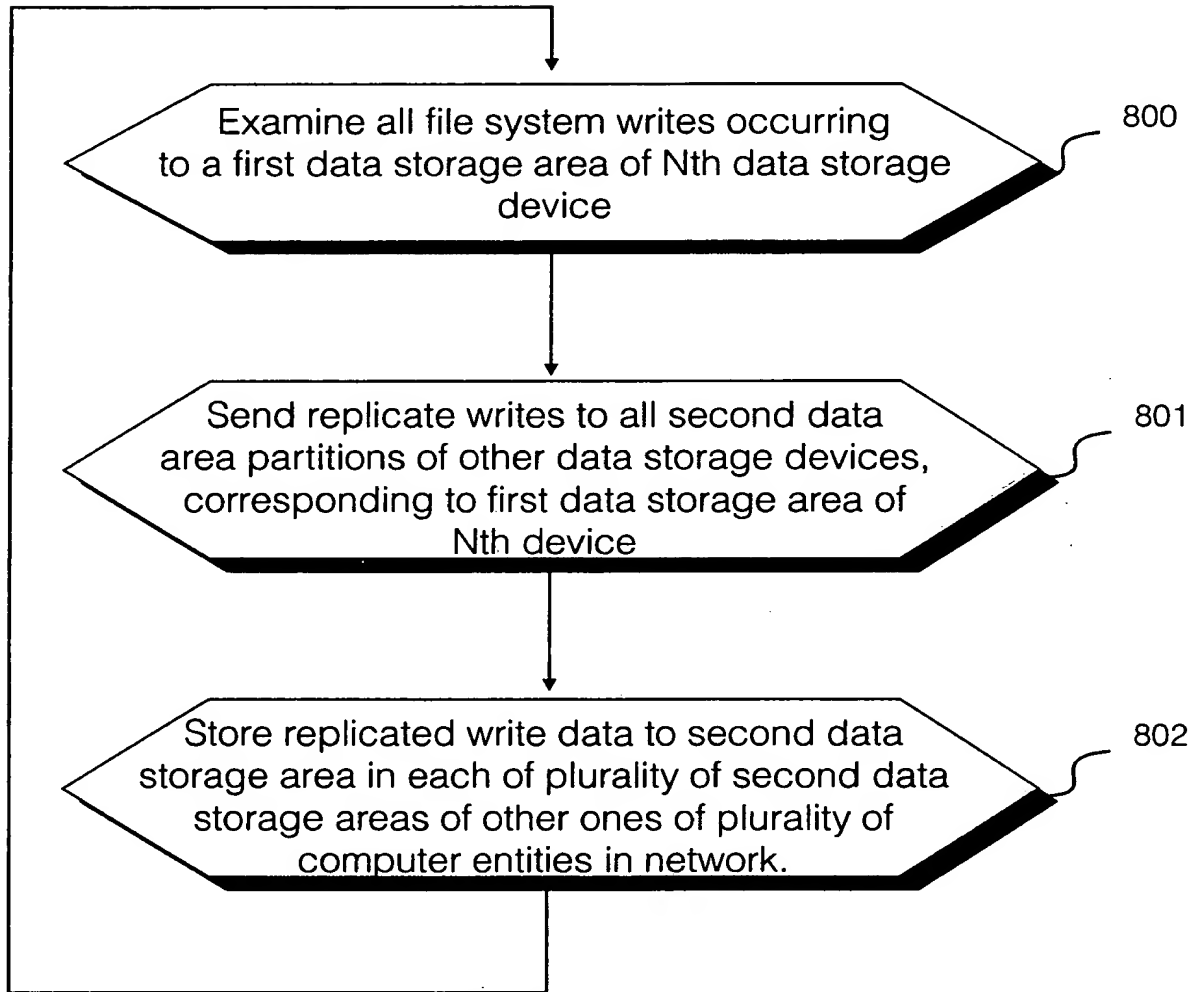 Examine all file system writes occurring
800
to a first data storage area of Nth data storage
device
Send replicate writes to all second data
801
area partitions of other data storage devices,
corresponding to first data storage area of
Nth device
Store replicated write data to second data
802
storage area in each of plurality of second data
storage areas of other ones of plurality of
computer entities in network.